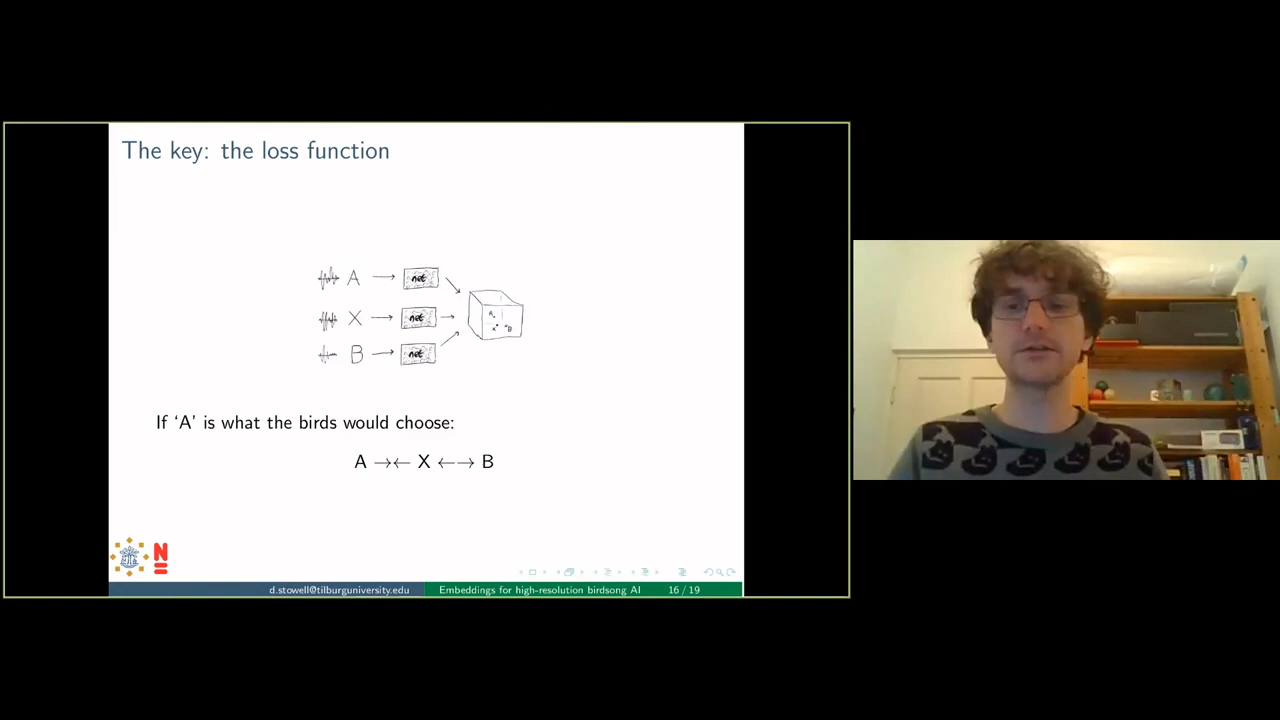 The key: the loss function
A → net
X → net
B → net
A
X B
If ‘A’ is what the birds would choose:
A →← X ←→ B
N
d.stowell@tilburguniversity.edu Embeddings for high-resolution birdsong AI 16 / 19